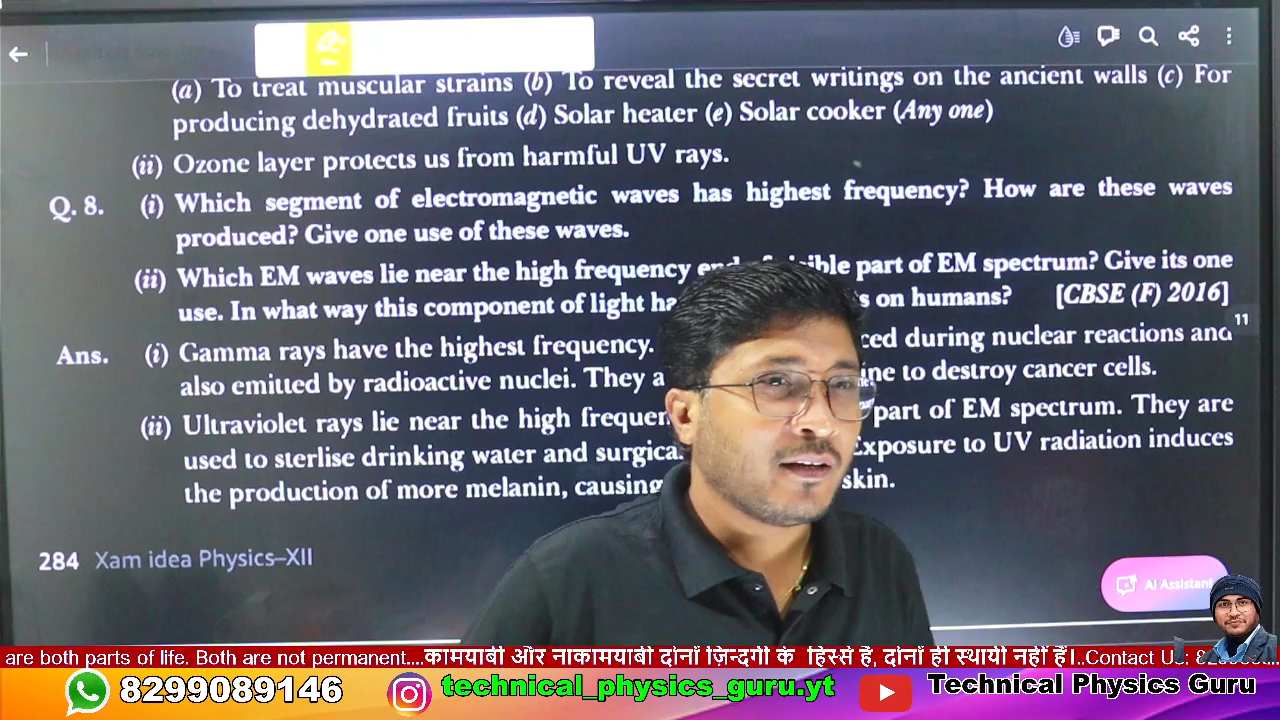 (a) To treat muscular strains (b) To reveal the secret writings on the ancient walls (c) For
producing dehydrated fruits (d) Solar heater (e) Solar cooker (Any one)
(ii) Ozone layer protects us from harmful UV rays.
Q. 8. (i) Which segment of electromagnetic waves has highest frequency? How are these waves
produced? Give one use of these waves.
(ii) Which EM waves lie near the high frequency part of EM spectrum? Give its one
use. In what way this component of light on humans? [CBSE (F) 2016]
11
Ans. (i) Gamma rays have the highest frequency. during nuclear reactions and
also emitted by radioactive nuclei. They to destroy cancer cells.
(ii) Ultraviolet rays lie near the high part of EM spectrum. They are
used to sterlise drinking water and Exposure to UV radiation induces
the production of more melanin, causing skin.
284 Xam idea Physics–XII
AI Assistant
are both parts of life. Both are not permanent....कामयाबी और नाकामयाबी दोनों ज़िन्दगी के हिस्से हैं, दोनों ही स्थायी नहीं हैं।..Contact Us:
8299089146
technical_physics_guru.yt
Technical Physics Guru